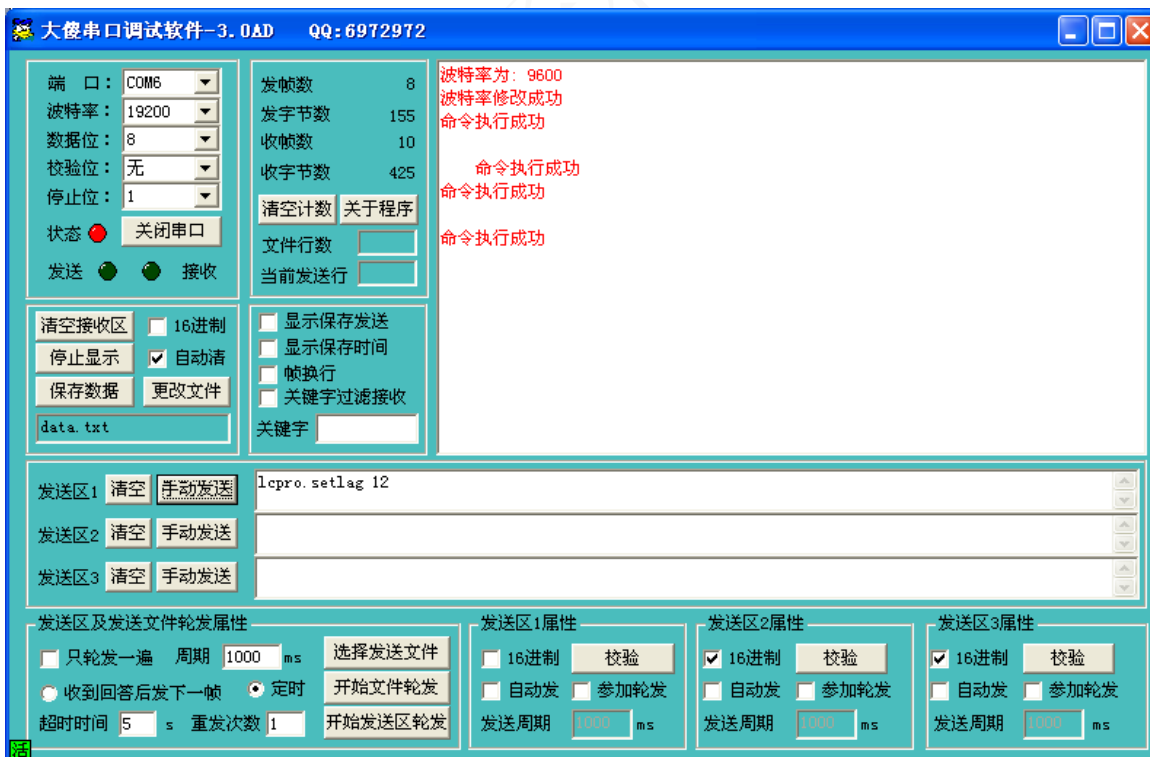 大傻串口调试软件-3.0AD QQ:6972972
端 口： COM6
波特率： 19200
数据位： 8
校验位： 无
停止位： 1
状态 关闭串口
发送 接收
发帧数 8
发字节数 155
收帧数 10
收字节数 425
清空计数 关于程序
文件行数
当前发送行
波特率为: 9600
波特率修改成功
命令执行成功
命令执行成功
命令执行成功
命令执行成功
清空接收区 16进制
停止显示 自动清
保存数据 更改文件
data.txt
显示保存发送
显示保存时间
帧换行
关键字过滤接收
关键字
发送区1 清空 手动发送 lcpro.setlag 12
发送区2 清空 手动发送
发送区3 清空 手动发送
发送区及发送文件轮发属性
只轮发一遍 周期 1000 ms 选择发送文件
收到回答后发下一帧 定时 开始文件轮发
超时时间 5 s 重发次数 1 开始发送区轮发
发送区1属性
16进制 校验
自动发 参加轮发
发送周期 1000 ms
发送区2属性
16进制 校验
自动发 参加轮发
发送周期 1000 ms
发送区3属性
16进制 校验
自动发 参加轮发
发送周期 1000 ms
活